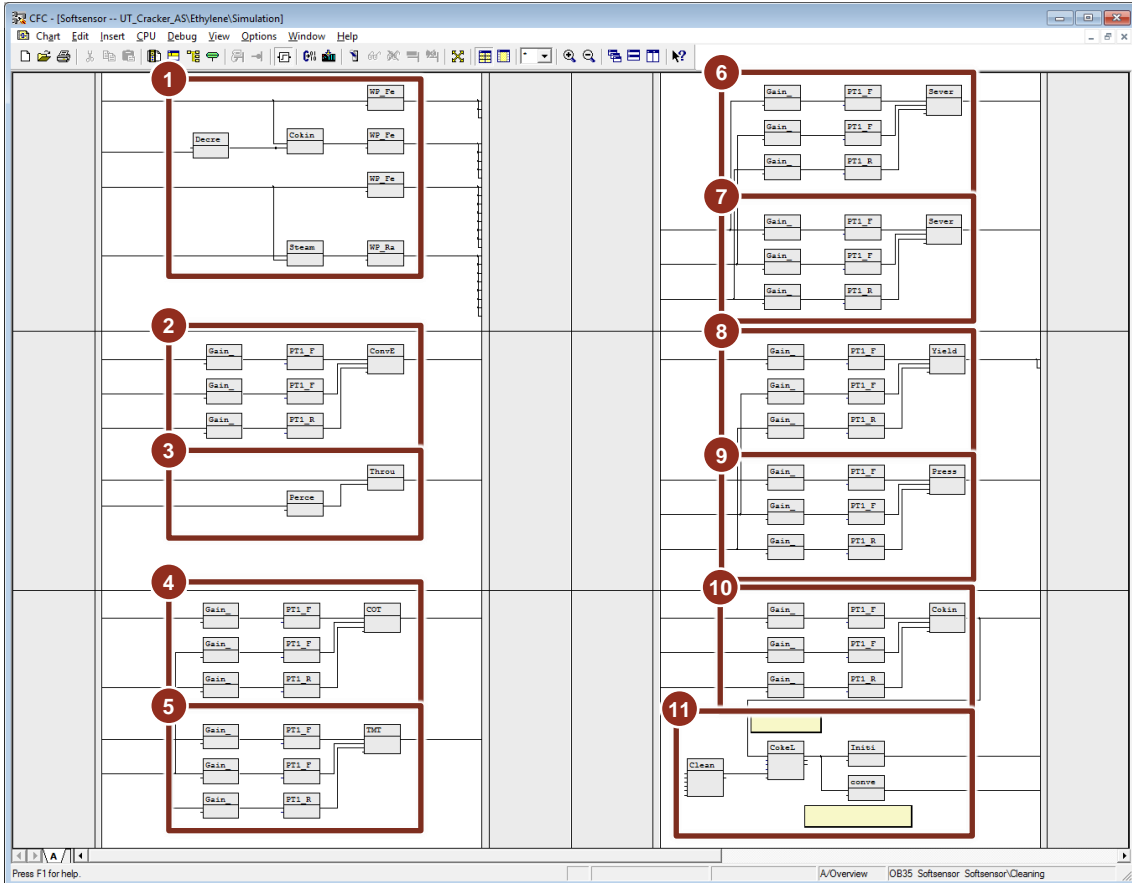 CFC - [Softsensor -- UT_Cracker_AS\Ethylene\Simulation]
Chart Edit Insert CPU Debug View Options Window Help
1
WP_Fe
Decre
Cokin
WP_Fe
WP_Fe
Steam
WP_Ra
2
Gain_ PT1_F ConvE
Gain_ PT1_F
Gain_ PT1_R
3
Throu
Perce
4
Gain_ PT1_F COT
Gain_ PT1_F
Gain_ PT1_R
5
Gain_ PT1_F TMT
Gain_ PT1_F
Gain_ PT1_R
6
Gain_ PT1_F Sever
Gain_ PT1_F
Gain_ PT1_R
7
Gain_ PT1_F Sever
Gain_ PT1_F
Gain_ PT1_R
8
Gain_ PT1_F Yield
Gain_ PT1_F
Gain_ PT1_R
9
Gain_ PT1_F Press
Gain_ PT1_F
Gain_ PT1_R
10
Gain_ PT1_F Cokin
Gain_ PT1_F
Gain_ PT1_R
11
CokeL Initi
Clean
conve
A
Press F1 for help.
A/Overview
OB35 Softsensor Softsensor\Cleaning